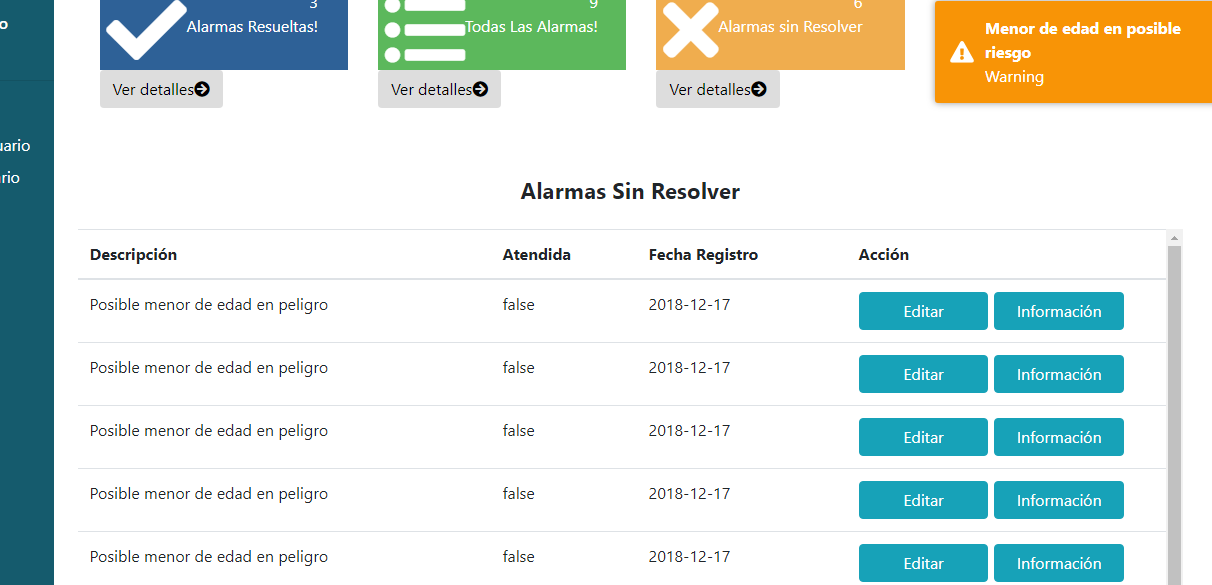 3
Alarmas Resueltas!
Ver detalles
9
Todas Las Alarmas!
Ver detalles
6
Alarmas sin Resolver
Ver detalles
Menor de edad en posible
riesgo
Warning
Alarmas Sin Resolver
Descripción Atendida Fecha Registro Acción
Posible menor de edad en peligro false 2018-12-17 Editar Información
Posible menor de edad en peligro false 2018-12-17 Editar Información
Posible menor de edad en peligro false 2018-12-17 Editar Información
Posible menor de edad en peligro false 2018-12-17 Editar Información
Posible menor de edad en peligro false 2018-12-17 Editar Información